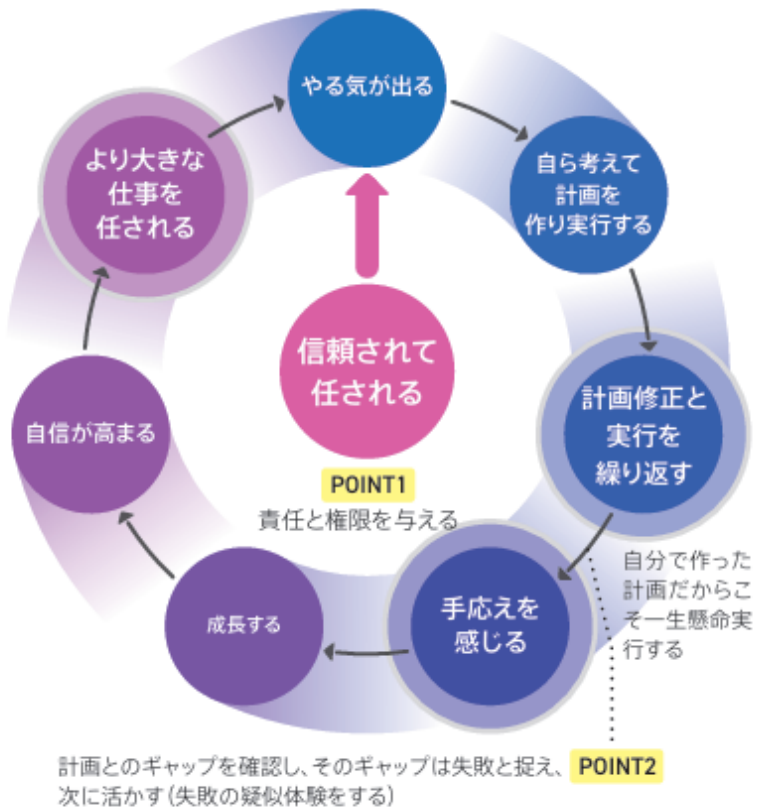 やる気が出る
自ら考えて
計画を
作り実行する
計画修正と
実行を
繰り返す
手応えを
感じる
成長する
自信が高まる
より大きな
仕事を
任される
信頼されて
任される
POINT1
責任と権限を与える
自分で作った
計画だからこ
そ一生懸命実
行する
計画とのギャップを確認し、そのギャップは失敗と捉え、 POINT2
次に活かす(失敗の疑似体験をする)